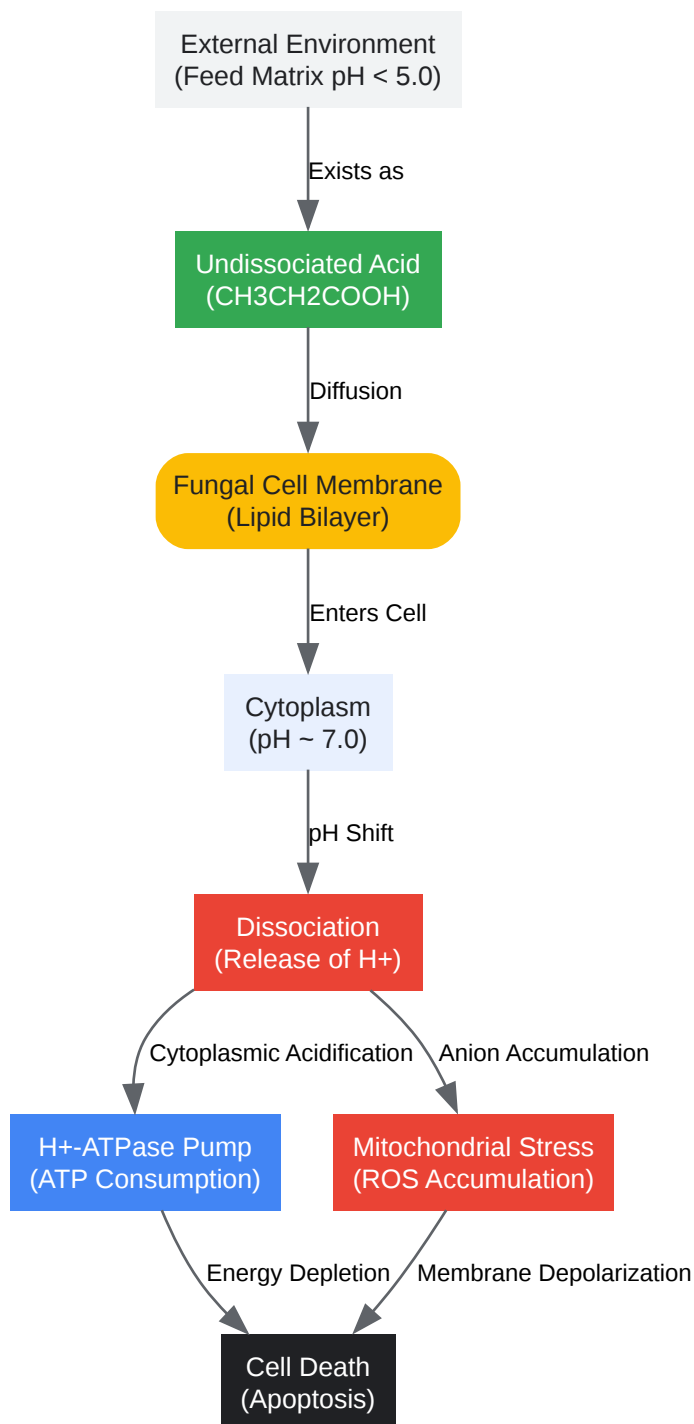 External Environment
(Feed Matrix pH < 5.0)
Exists as
Undissociated Acid
(CH3CH2COOH)
Diffusion
Fungal Cell Membrane
(Lipid Bilayer)
Enters Cell
Cytoplasm
(pH ~ 7.0)
pH Shift
Dissociation
(Release of H+)
Cytoplasmic Acidification
Anion Accumulation
H+-ATPase Pump
(ATP Consumption)
Mitochondrial Stress
(ROS Accumulation)
Energy Depletion
Membrane Depolarization
Cell Death
(Apoptosis)